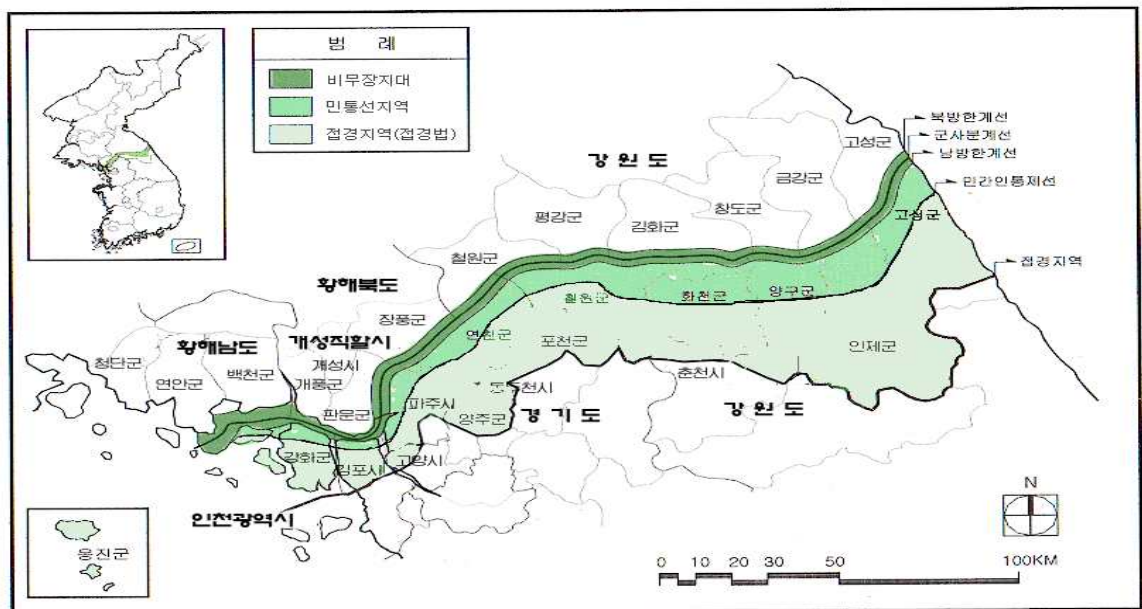 범 례
비무장지대
민통선지역
접경지역(접경법)
북방한계선
군사분계선
남방한계선
민간인통제선
접경지역
고성군
강원도
금강군
창도군
평강군
김화군
고성군
철원군
황해북도
장풍군
철원군
화천군
양구군
연천군
포천군
인제군
황해남도
개성직할시
청단군
연안군
백천군
개성시
개풍군
판문군
파주시
동두천시
춘천시
양주군
경기도
강원도
강화군
김포시
고양시
인천광역시
옹진군
N
0 10 20 30 50 100KM